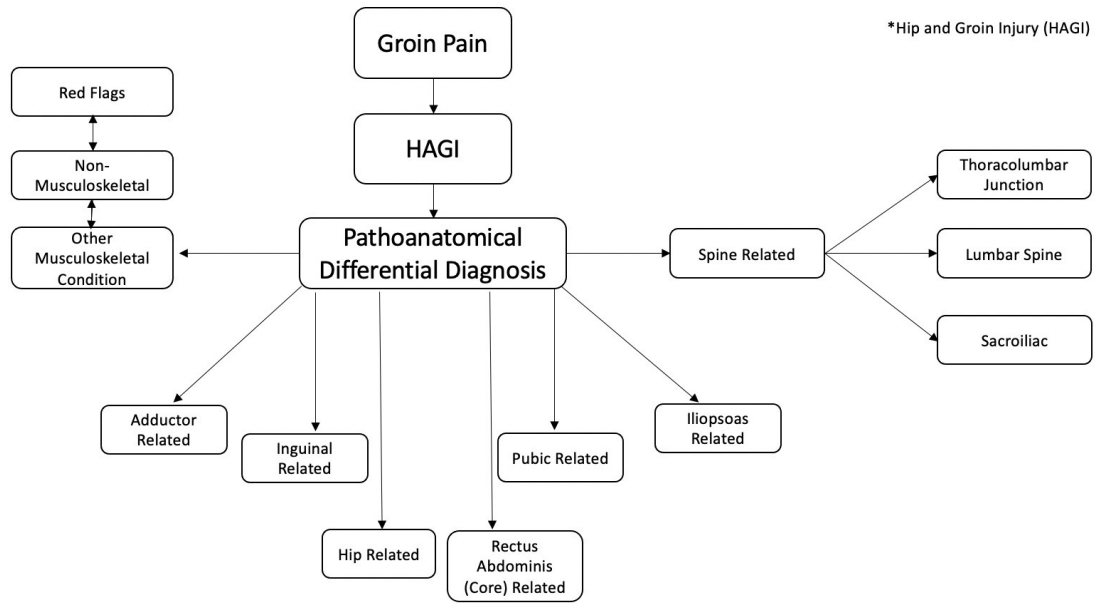 Groin Pain
*Hip and Groin Injury (HAGI)
Red Flags
HAGI
Non-
Musculoskeletal
Thoracolumbar
Junction
Other
Musculoskeletal
Condition
Pathoanatomical
Differential Diagnosis
Spine Related
Lumbar Spine
Sacroiliac
Adductor
Related
Inguinal
Related
Pubic Related
Iliopsoas
Related
Hip Related
Rectus
Abdominis
(Core) Related